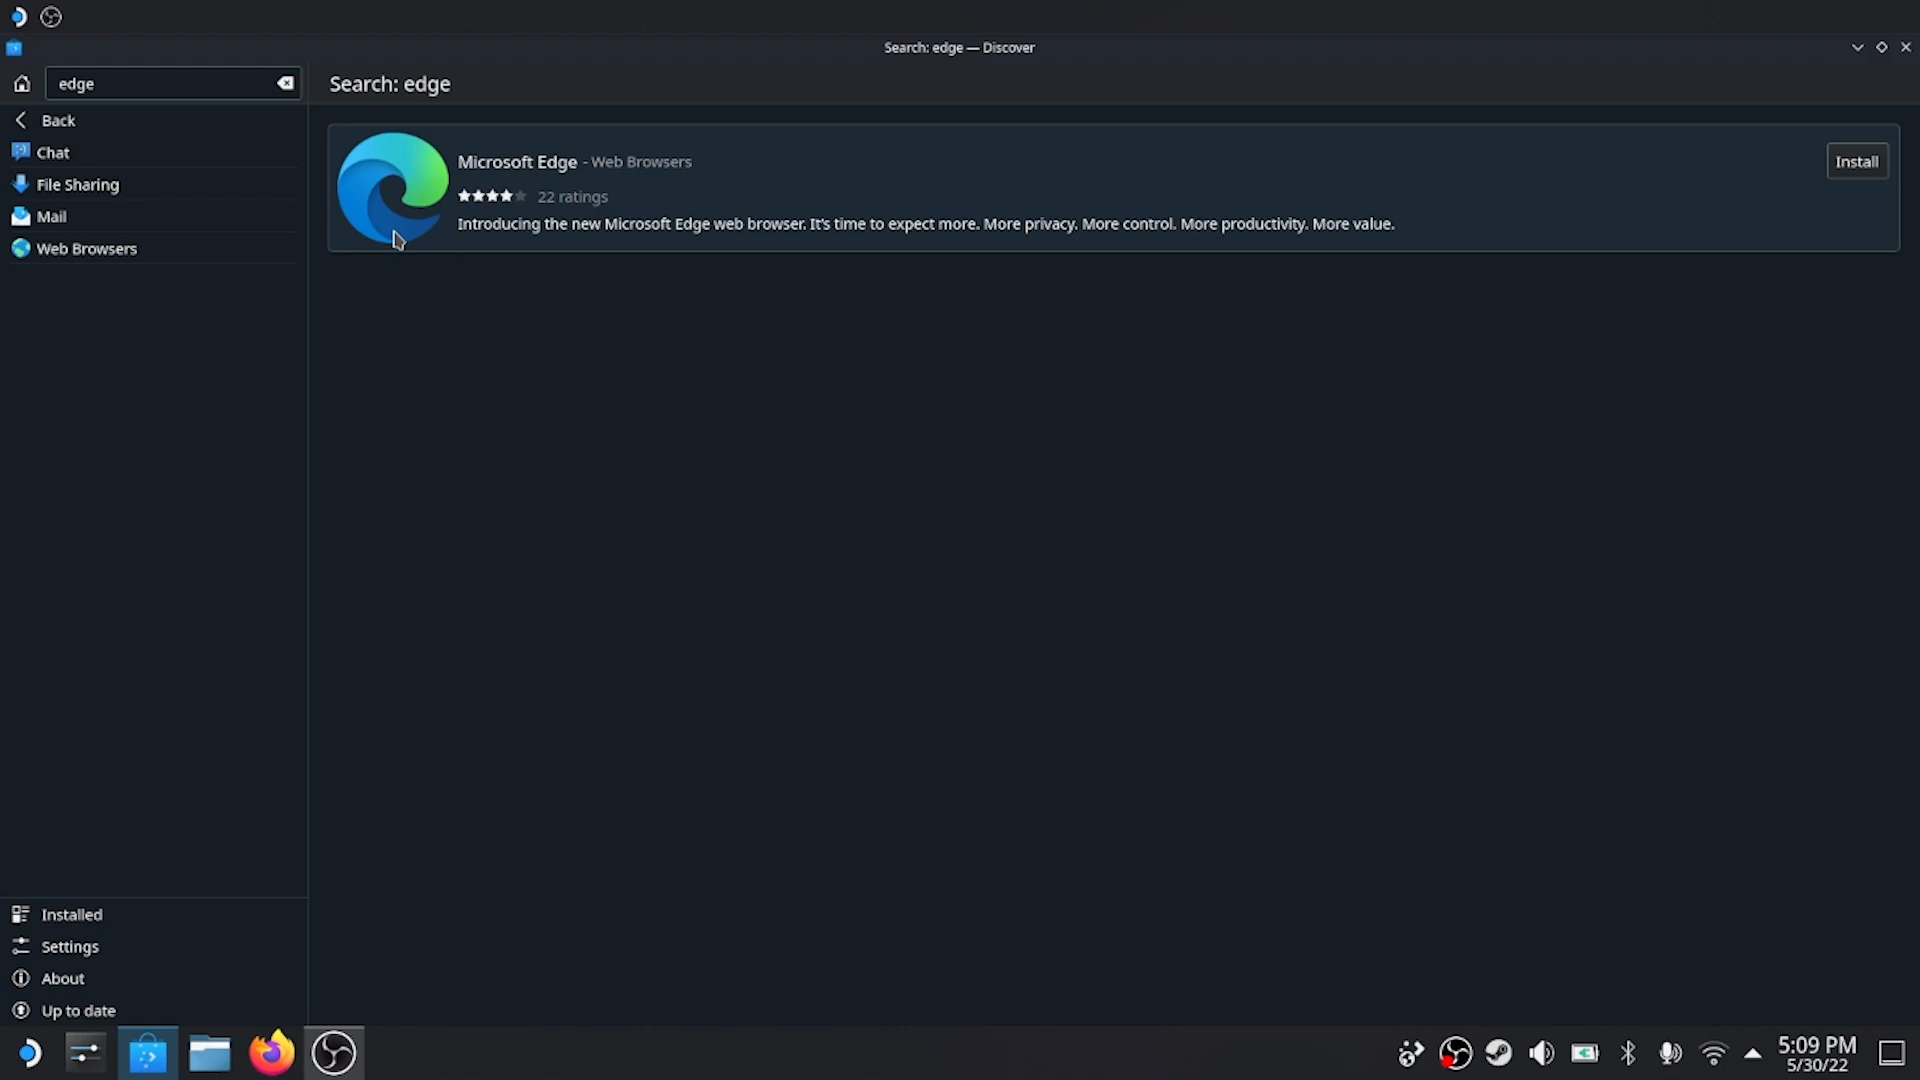 Search: edge — Discover
edge
Search: edge
Back
Chat
File Sharing
Mail
Web Browsers
Microsoft Edge - Web Browsers
Install
22 ratings
Introducing the new Microsoft Edge web browser. It's time to expect more. More privacy. More control. More productivity. More value.
Installed
Settings
About
Up to date
5:09 PM
5/30/22